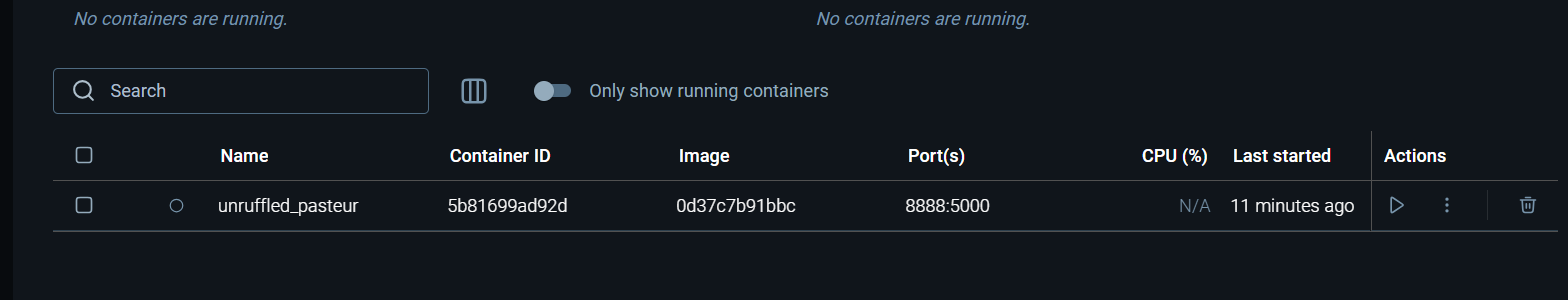 No containers are running. No containers are running.
Search Only show running containers
Name Container ID Image Port(s) CPU (%) Last started Actions
unruffled_pasteur 5b81699ad92d 0d37c7b91bbc 8888:5000 N/A 11 minutes ago